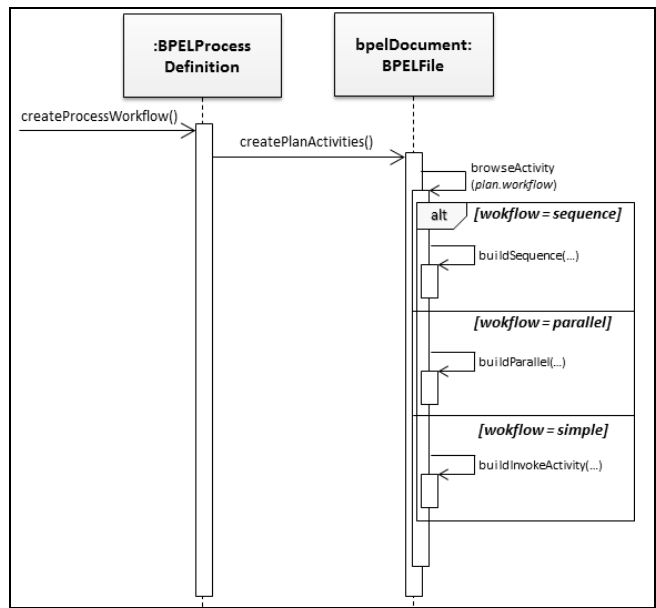 :BPELProcess
Definition
bpelDocument:
BPELFile
createProcessWorkflow()
createPlanActivities()
browseActivity
(plan.workflow)
alt
[wokflow = sequence]
buildSequence(...)
[wokflow = parallel]
buildParallel(...)
[wokflow = simple]
buildInvokeActivity(...)